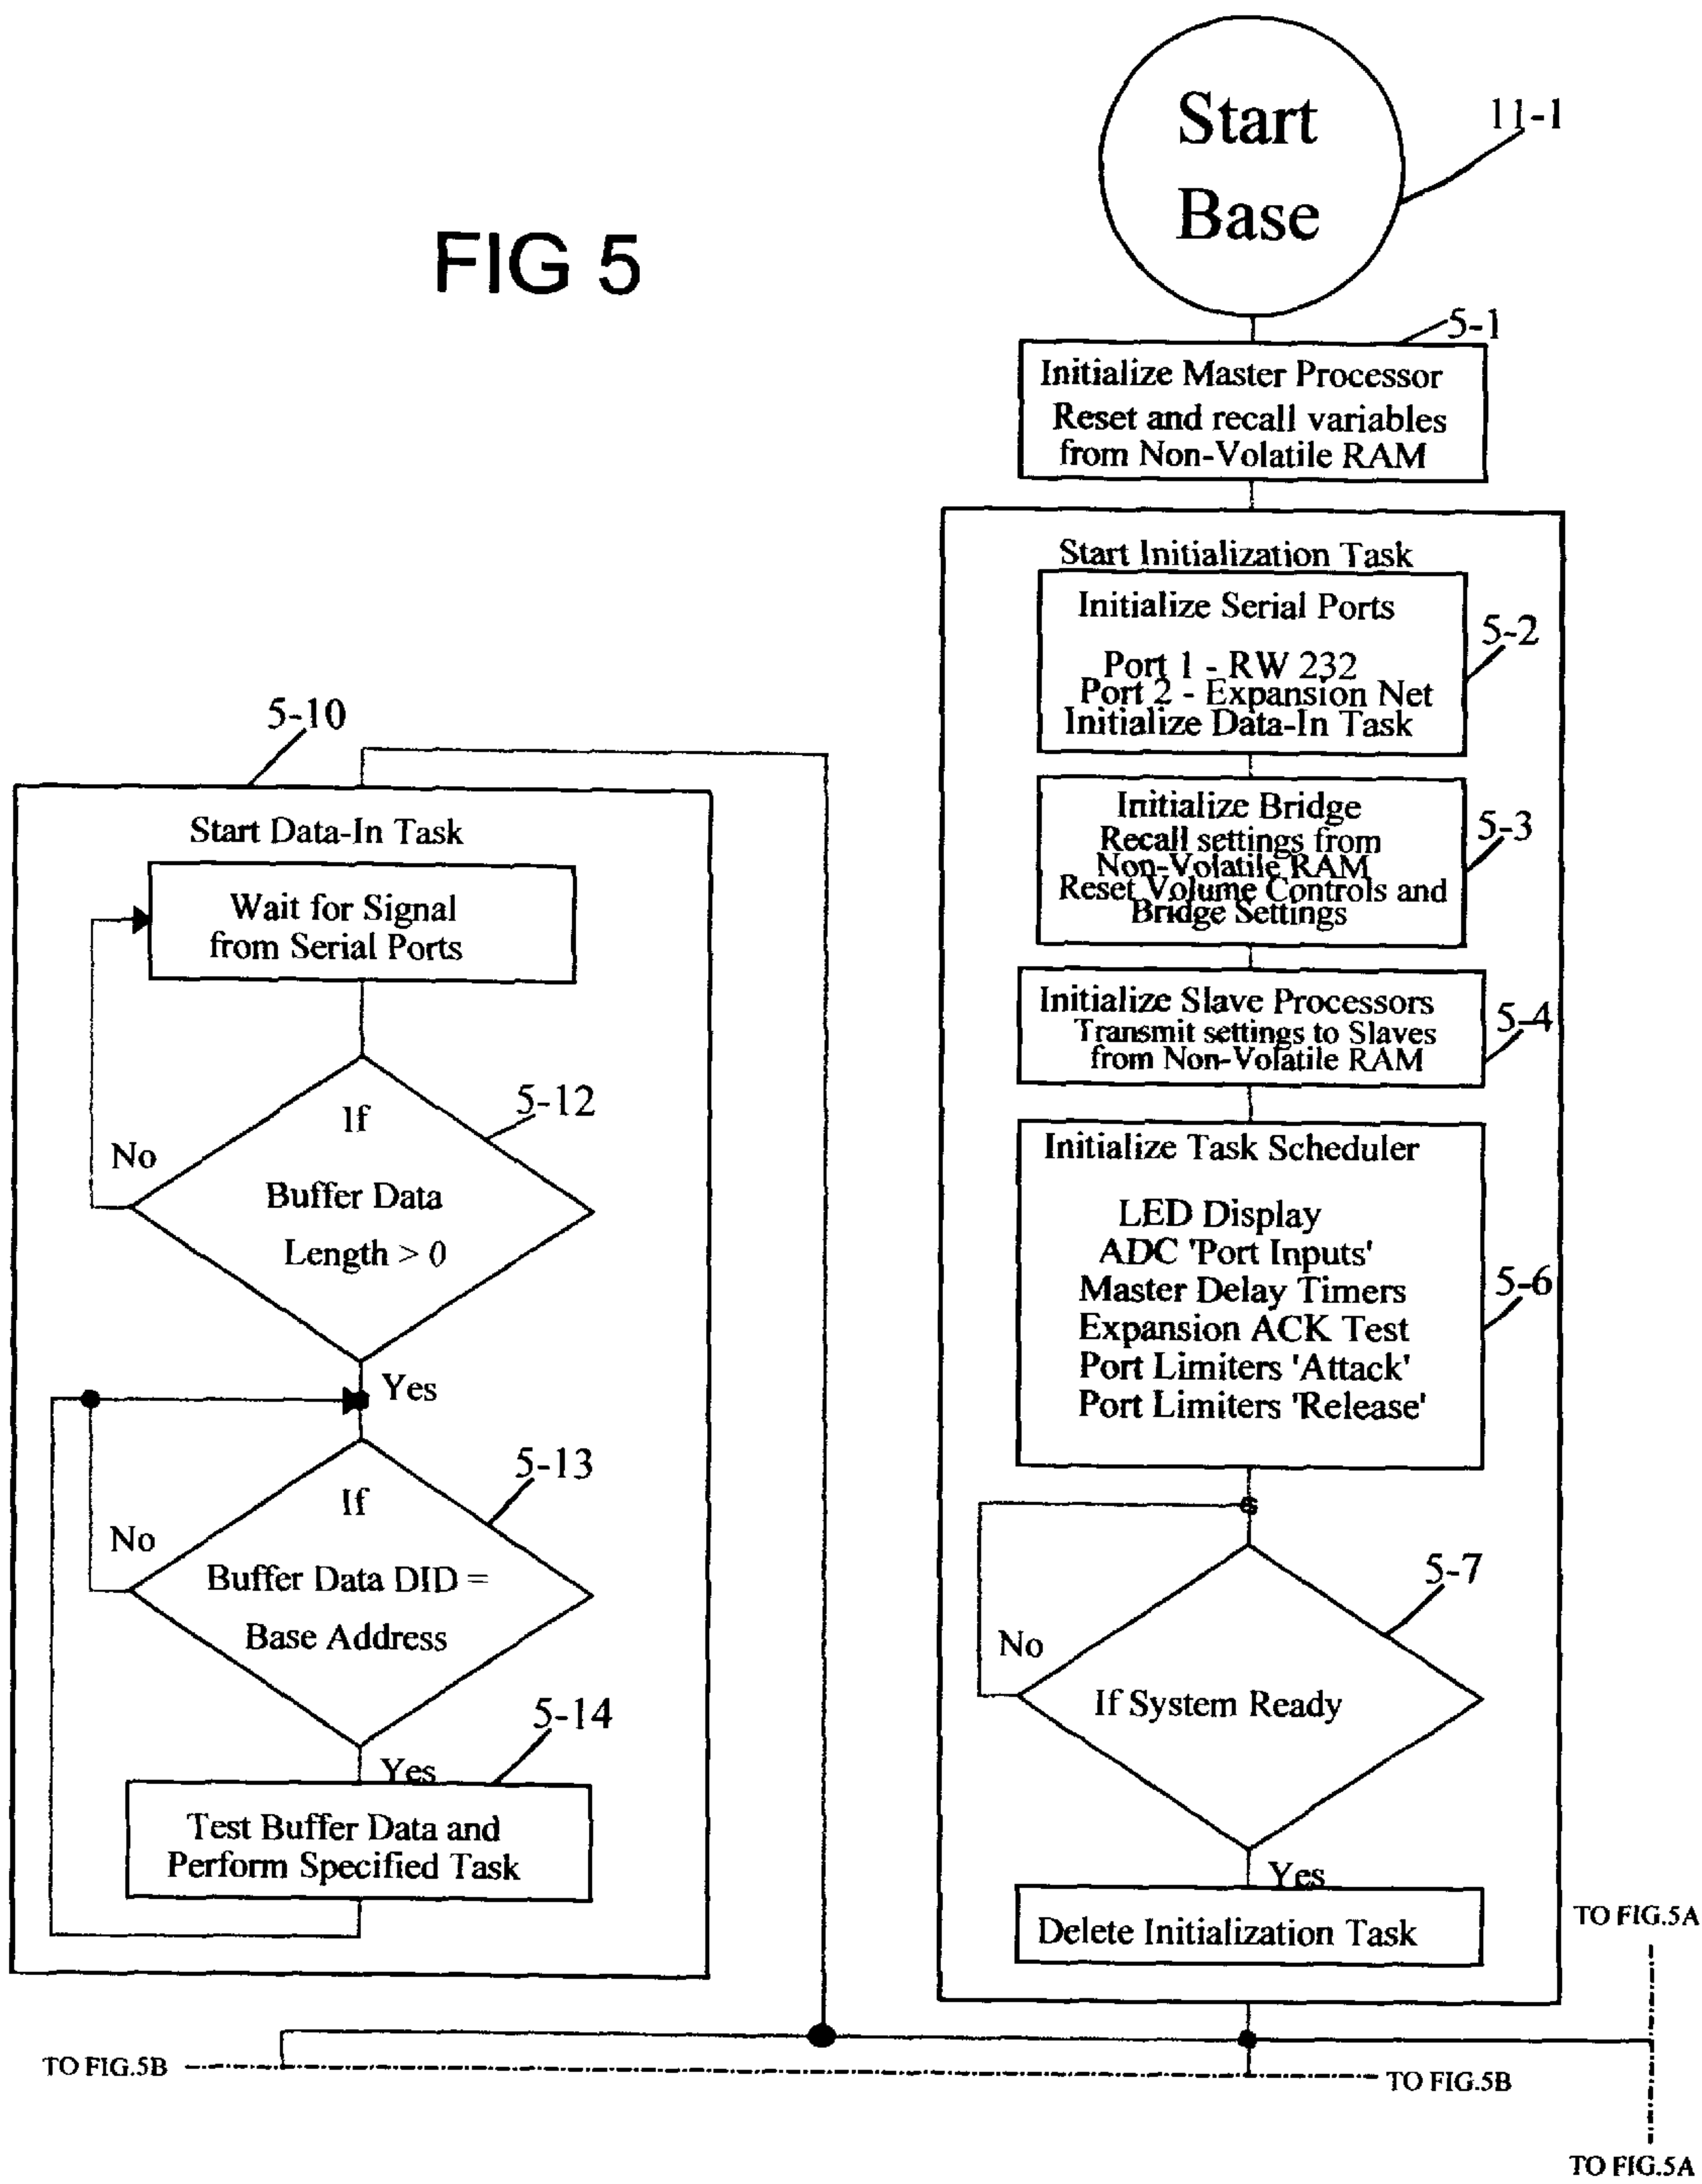 FIG 5
Start
Base
11-1
5-1
Initialize Master Processor
Reset and recall variables
from Non-Volatile RAM
Start Initialization Task
Initialize Serial Ports
Port 1 - RW 232
Port 2 - Expansion Net
Initialize Data-In Task
5-2
Initialize Bridge
Recall settings from
Non-Volatile RAM
Reset Volume Controls and
Bridge Settings
5-3
Initialize Slave Processors
Transmit settings to Slaves
from Non-Volatile RAM
5-4
Initialize Task Scheduler
LED Display
ADC 'Port Inputs'
Master Delay Timers
Expansion ACK Test
Port Limiters 'Attack'
Port Limiters 'Release'
5-6
5-7
No
If System Ready
Yes
Delete Initialization Task
5-10
Start Data-In Task
Wait for Signal
from Serial Ports
5-12
If
No
Buffer Data
Length > 0
Yes
5-13
If
No
Buffer Data DID =
Base Address
5-14
Yes
Test Buffer Data and
Perform Specified Task
TO FIG.5A
TO FIG.5B
TO FIG.5B
TO FIG.5A